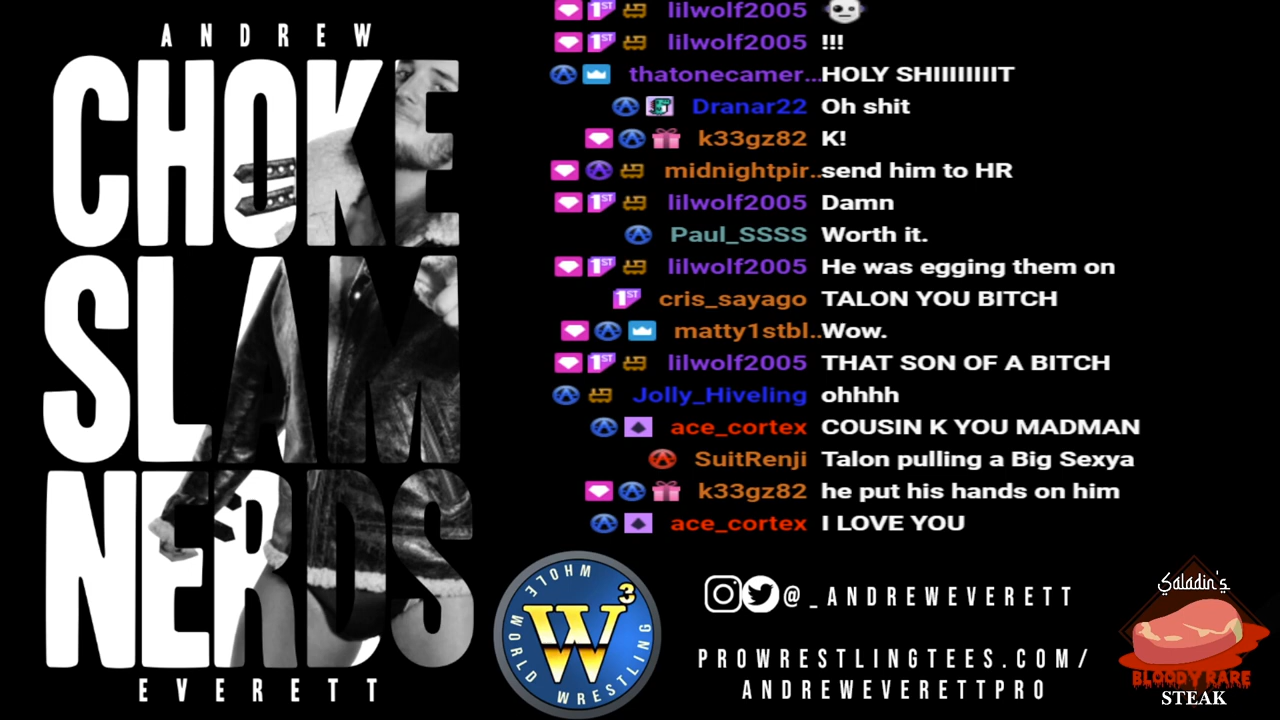 ANDREW
CHOKE
SLAM
NERDS
EVERETT
lilwolf2005
lilwolf2005 !!!
thatonecamer... HOLY SHIIIIIIIIT
Dranar22 Oh shit
k33gz82 K!
midnightpir... send him to HR
lilwolf2005 Damn
Paul_SSSS Worth it.
lilwolf2005 He was egging them on
cris_sayago TALON YOU BITCH
matty1stbl... Wow.
lilwolf2005 THAT SON OF A BITCH
Jolly_Hiveling ohhhh
ace_cortex COUSIN K YOU MADMAN
SuitRenji Talon pulling a Big Sexya
k33gz82 he put his hands on him
ace_cortex I LOVE YOU
WHOLE WORLD WRESTLING
W3
@_ANDREWEVERETT
PROWRESTLINGTEES.COM/
ANDREWEVERETTPRO
Saladin's
BLOODY RARE
STEAK